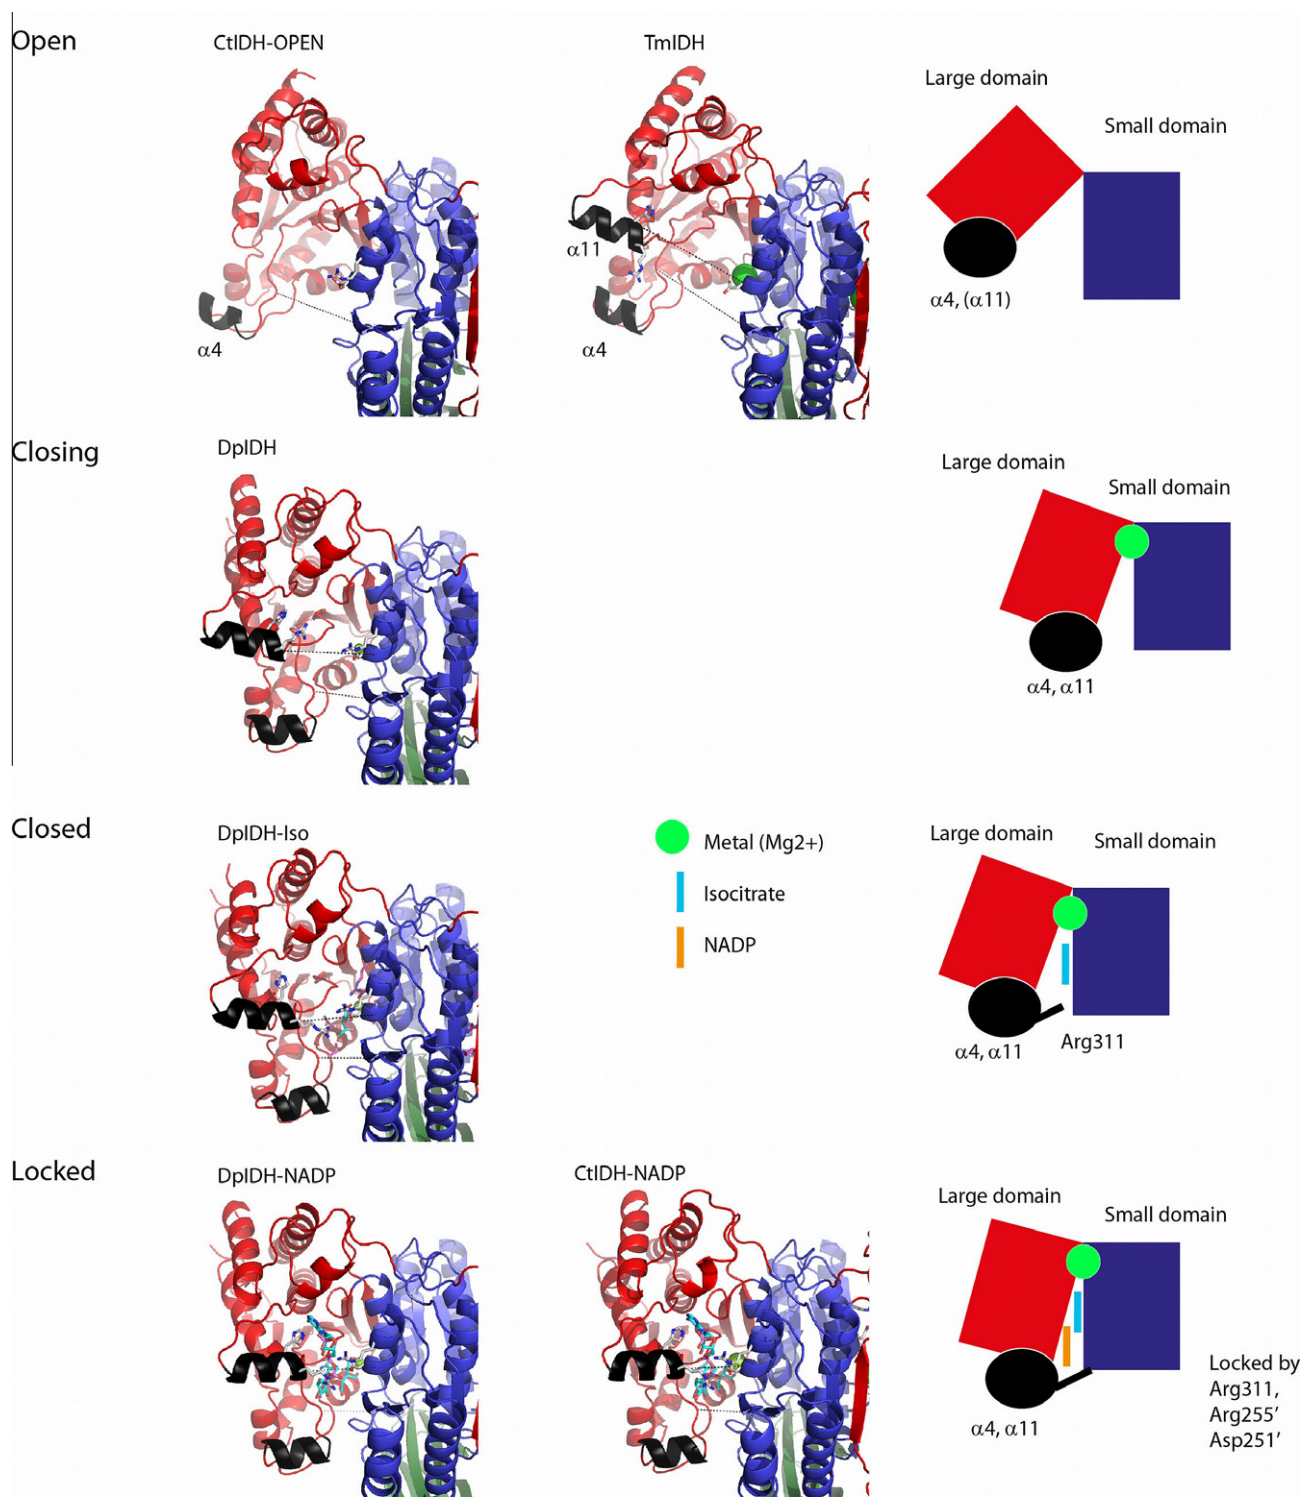 Open
CtIDH-OPEN
TmIDH
Large domain
Small domain
α11
α4
α4
α4, (α11)
Closing
DpIDH
Large domain
Small domain
α4, α11
Closed
DpIDH-Iso
Metal (Mg2+)
Isocitrate
NADP
Large domain
Small domain
α4, α11
Arg311
Locked
DpIDH-NADP
CtIDH-NADP
Large domain
Small domain
α4, α11
Locked by
Arg311,
Arg255′
Asp251′